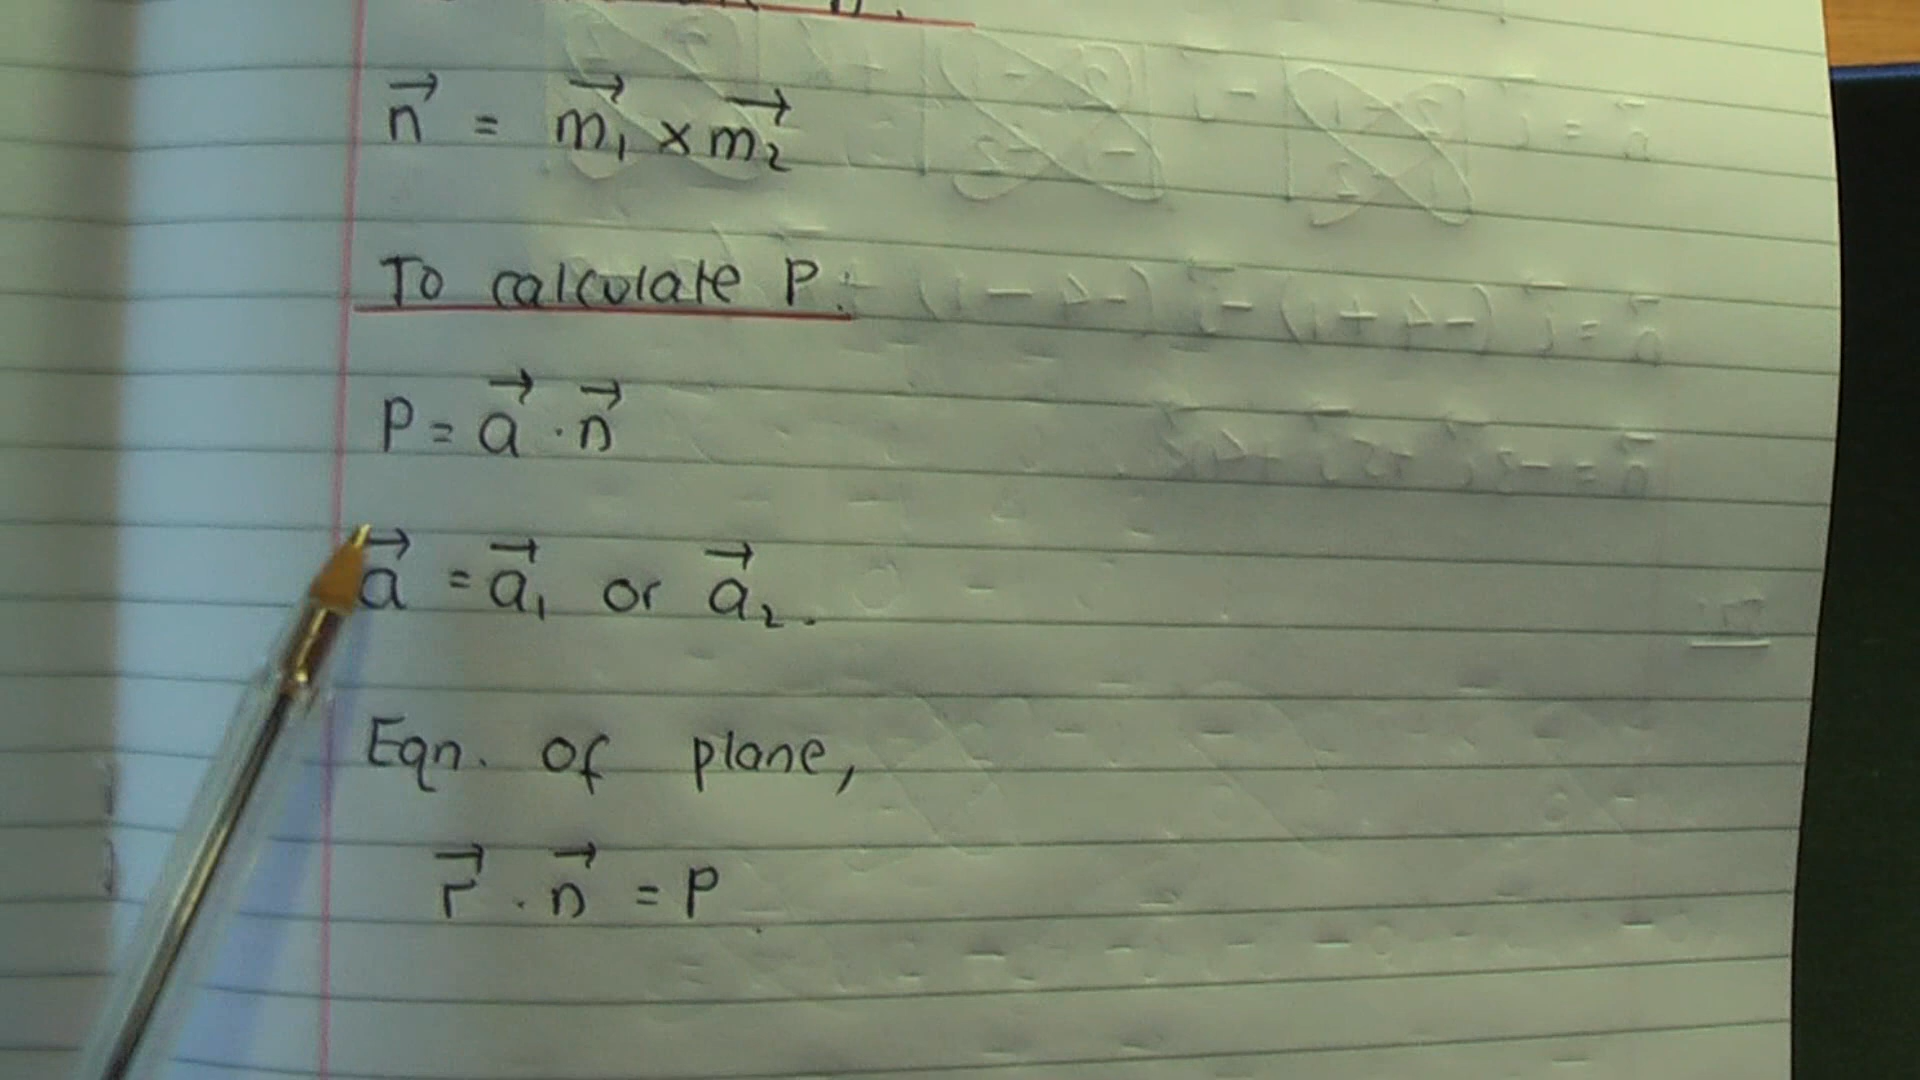 n⃗ = m⃗₁ × m⃗₂
To calculate P:
P = a⃗ · n⃗
a⃗ = a⃗₁ or a⃗₂.
Eqn. of plane,
r⃗ · n⃗ = P